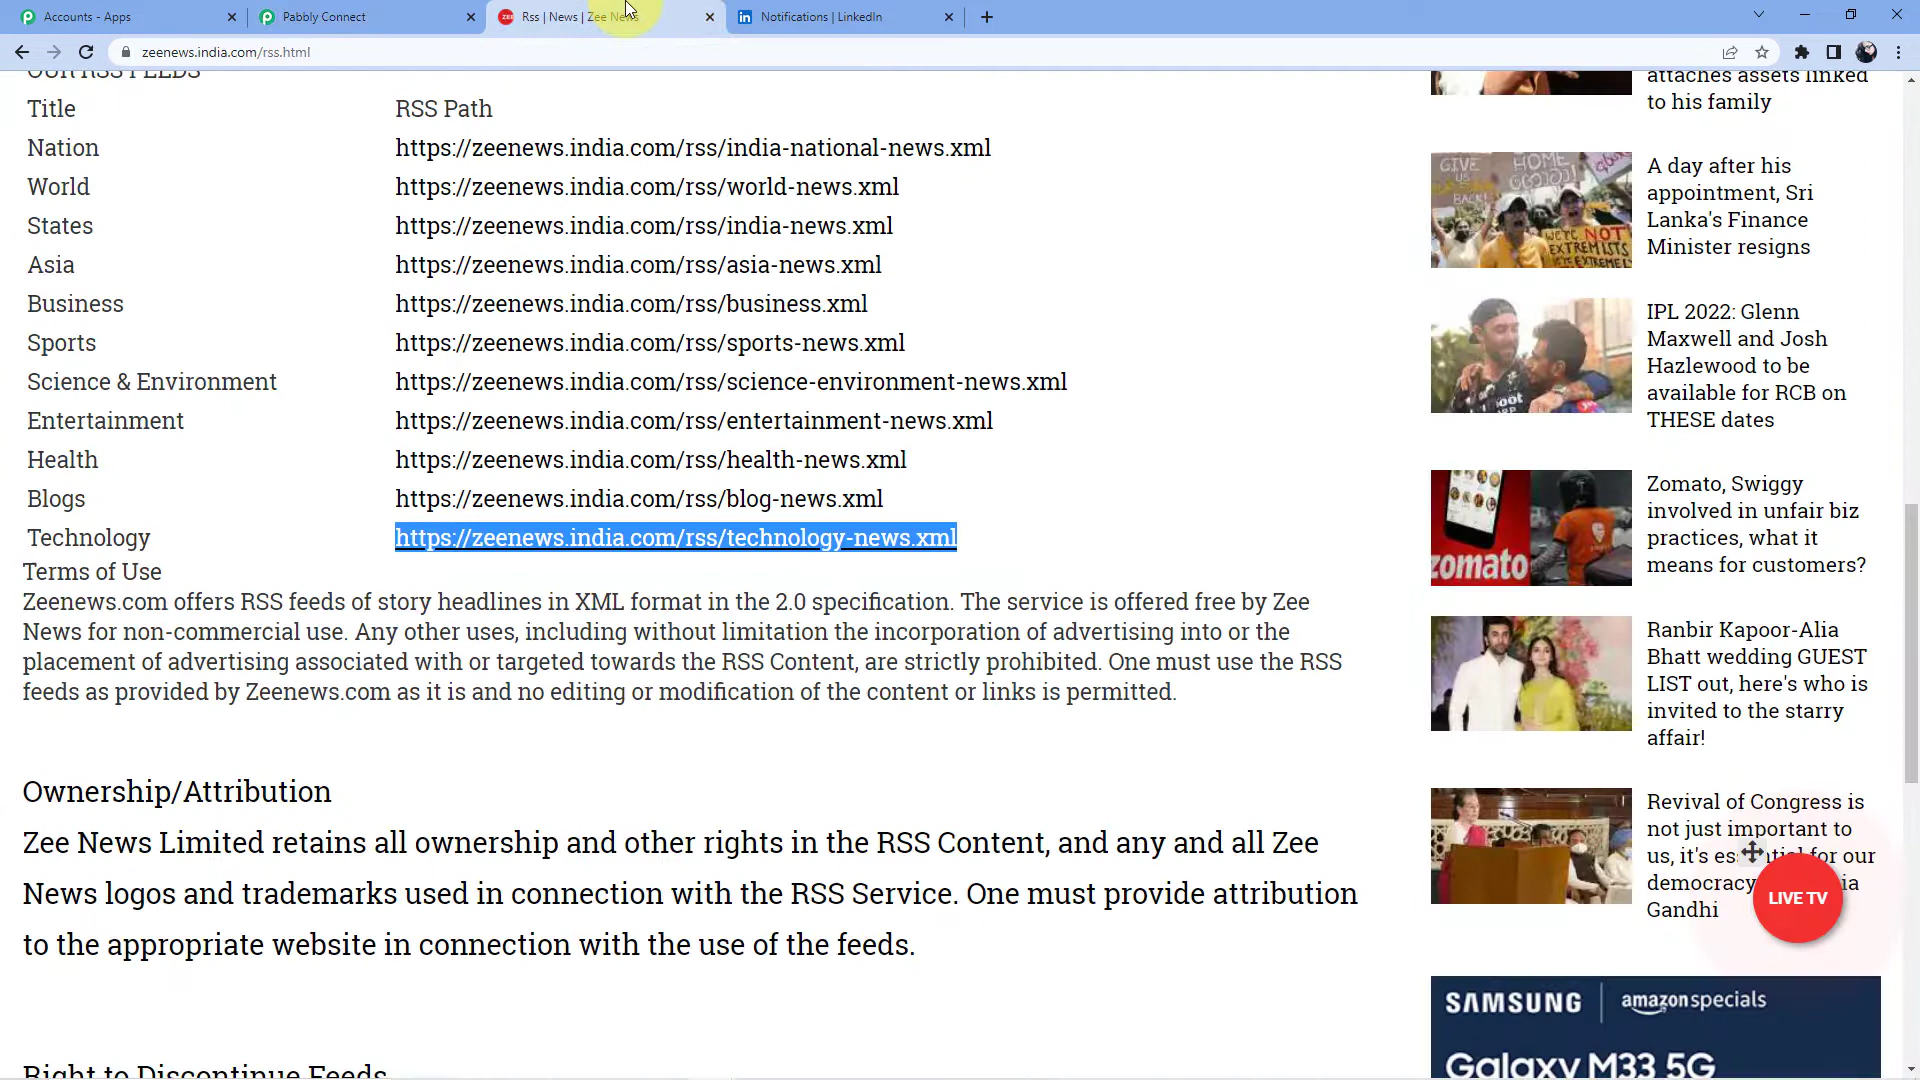 Accounts - Apps
Pabbly Connect
Rss | News | Zee News
Notifications | LinkedIn
zeenews.india.com/rss.html
OUR RSS FEEDS
Title RSS Path
Nation https://zeenews.india.com/rss/india-national-news.xml
World https://zeenews.india.com/rss/world-news.xml
States https://zeenews.india.com/rss/india-news.xml
Asia https://zeenews.india.com/rss/asia-news.xml
Business https://zeenews.india.com/rss/business.xml
Sports https://zeenews.india.com/rss/sports-news.xml
Science & Environment https://zeenews.india.com/rss/science-environment-news.xml
Entertainment https://zeenews.india.com/rss/entertainment-news.xml
Health https://zeenews.india.com/rss/health-news.xml
Blogs https://zeenews.india.com/rss/blog-news.xml
Technology https://zeenews.india.com/rss/technology-news.xml
Terms of Use
Zeenews.com offers RSS feeds of story headlines in XML format in the 2.0 specification. The service is offered free by Zee
News for non-commercial use. Any other uses, including without limitation the incorporation of advertising into or the
placement of advertising associated with or targeted towards the RSS Content, are strictly prohibited. One must use the RSS
feeds as provided by Zeenews.com as it is and no editing or modification of the content or links is permitted.
Ownership/Attribution
Zee News Limited retains all ownership and other rights in the RSS Content, and any and all Zee
News logos and trademarks used in connection with the RSS Service. One must provide attribution
to the appropriate website in connection with the use of the feeds.
Right to Discontinue Feeds
attaches assets linked
to his family
GIVE
US
BACK!
HOME
GOGOJO!
WE'RE NOT
EXTREMISTS
A day after his
appointment, Sri
Lanka's Finance
Minister resigns
IPL 2022: Glenn
Maxwell and Josh
Hazlewood to be
available for RCB on
THESE dates
zomato
Zomato, Swiggy
involved in unfair biz
practices, what it
means for customers?
Ranbir Kapoor-Alia
Bhatt wedding GUEST
LIST out, here's who is
invited to the starry
affair!
Revival of Congress is
not just important to
us, it's essential for our
democracy
Gandhi
LIVE TV
SAMSUNG | amazonspecials
Galaxy M33 5G